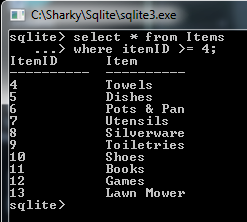 C:\Sharky\Sqlite\sqlite3.exe
sqlite> select * from Items
   ...> where itemID >= 4;
ItemID      Item
----------  ----------
4           Towels
5           Dishes
6           Pots & Pan
7           Utensils
8           Silverware
9           Toiletries
10          Shoes
11          Books
12          Games
13          Lawn Mower
sqlite>